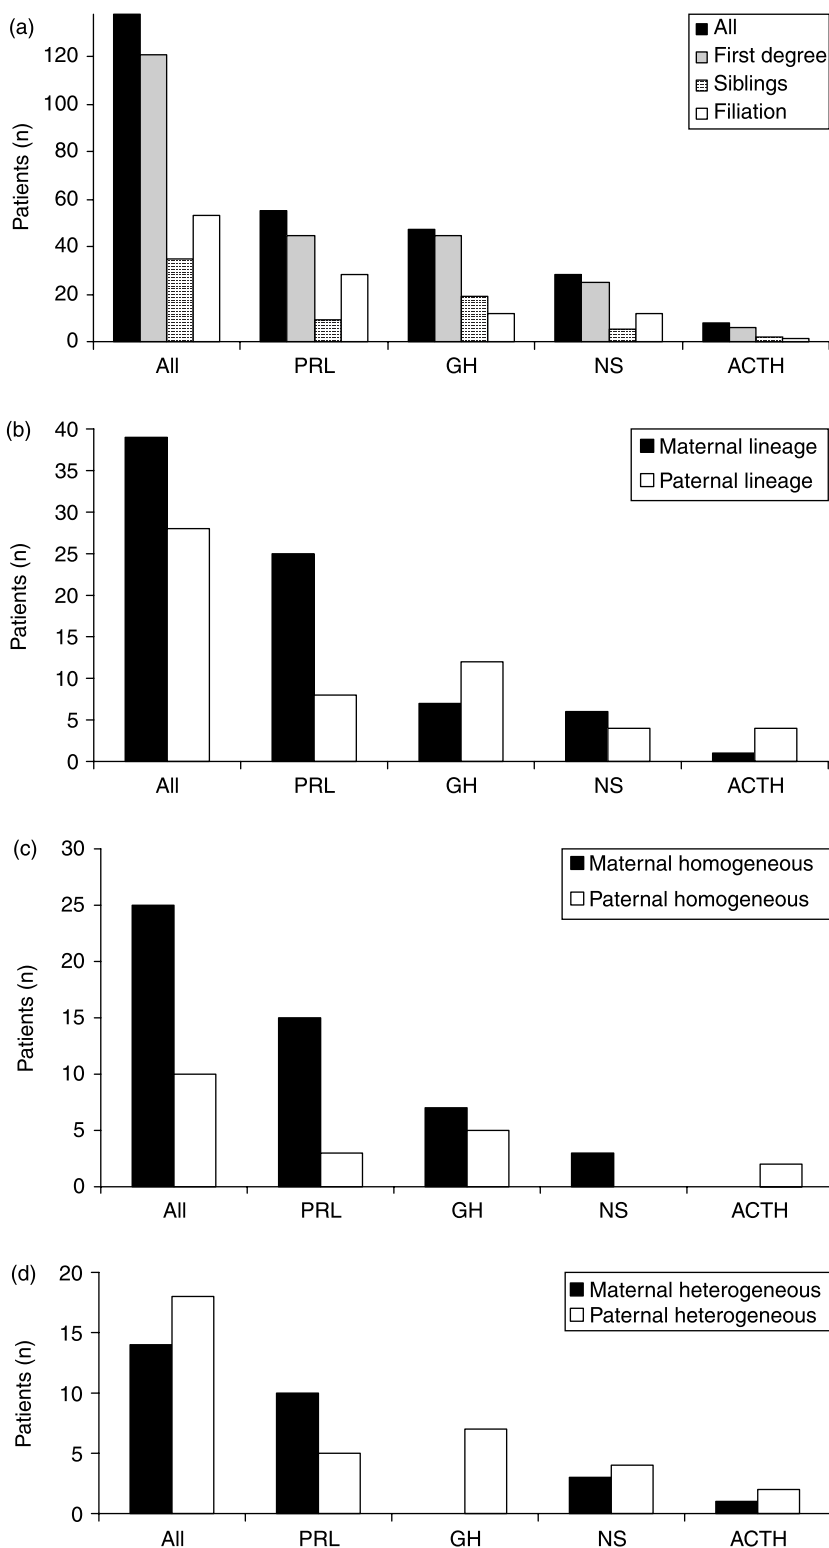 (a)
All
First degree
Siblings
Filiation
Patients (n)
120
100
80
60
40
20
0
All PRL GH NS ACTH
(b)
Maternal lineage
Paternal lineage
Patients (n)
40
35
30
25
20
15
10
5
0
All PRL GH NS ACTH
(c)
Maternal homogeneous
Paternal homogeneous
Patients (n)
30
25
20
15
10
5
0
All PRL GH NS ACTH
(d)
Maternal heterogeneous
Paternal heterogeneous
Patients (n)
20
15
10
5
0
All PRL GH NS ACTH